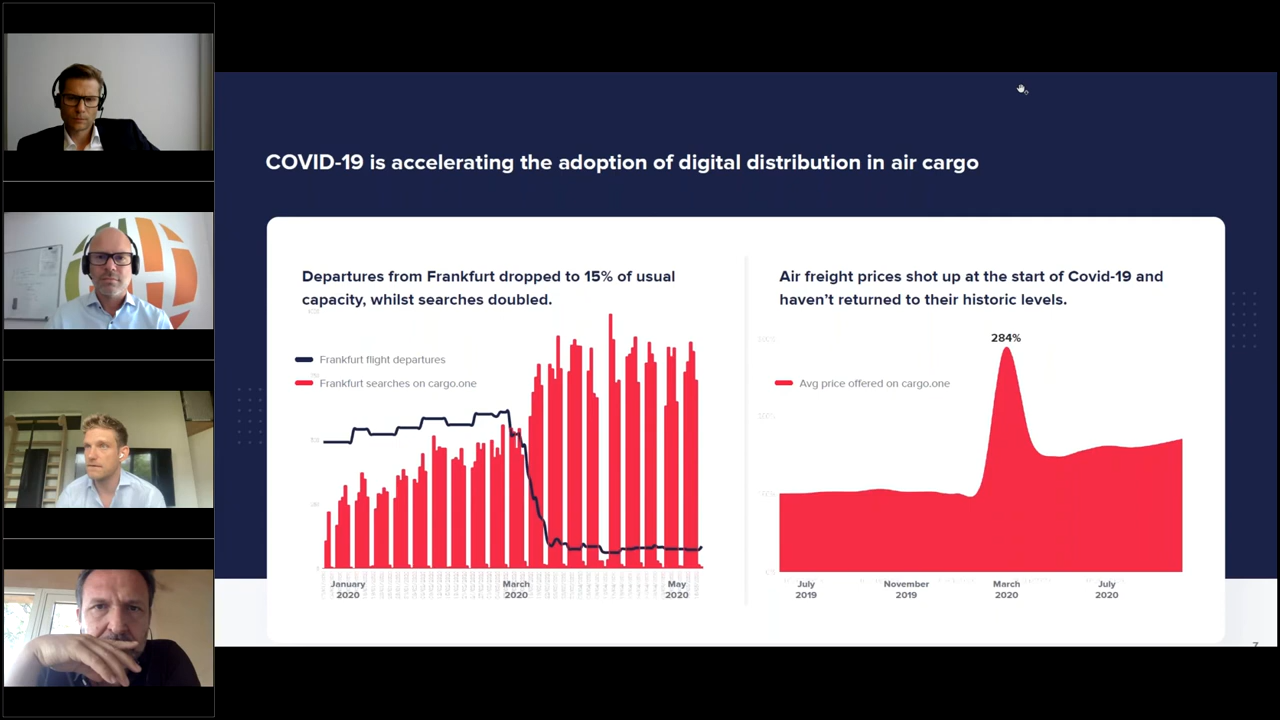 COVID-19 is accelerating the adoption of digital distribution in air cargo
Departures from Frankfurt dropped to 15% of usual
capacity, whilst searches doubled.
Frankfurt flight departures
Frankfurt searches on cargo.one
January
2020
March
2020
May
2020
Air freight prices shot up at the start of Covid-19 and
haven't returned to their historic levels.
284%
Avg price offered on cargo.one
July
2019
November
2019
March
2020
July
2020
7